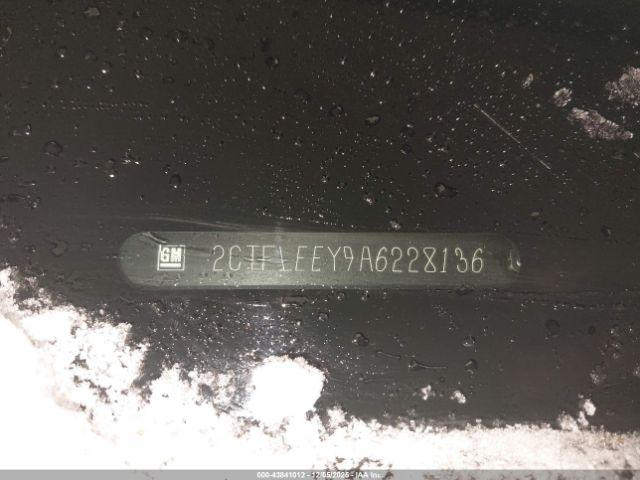 GM 2CTFLEEY9A6228136
000-43841012 - 12/05/2025 - IAA Inc.